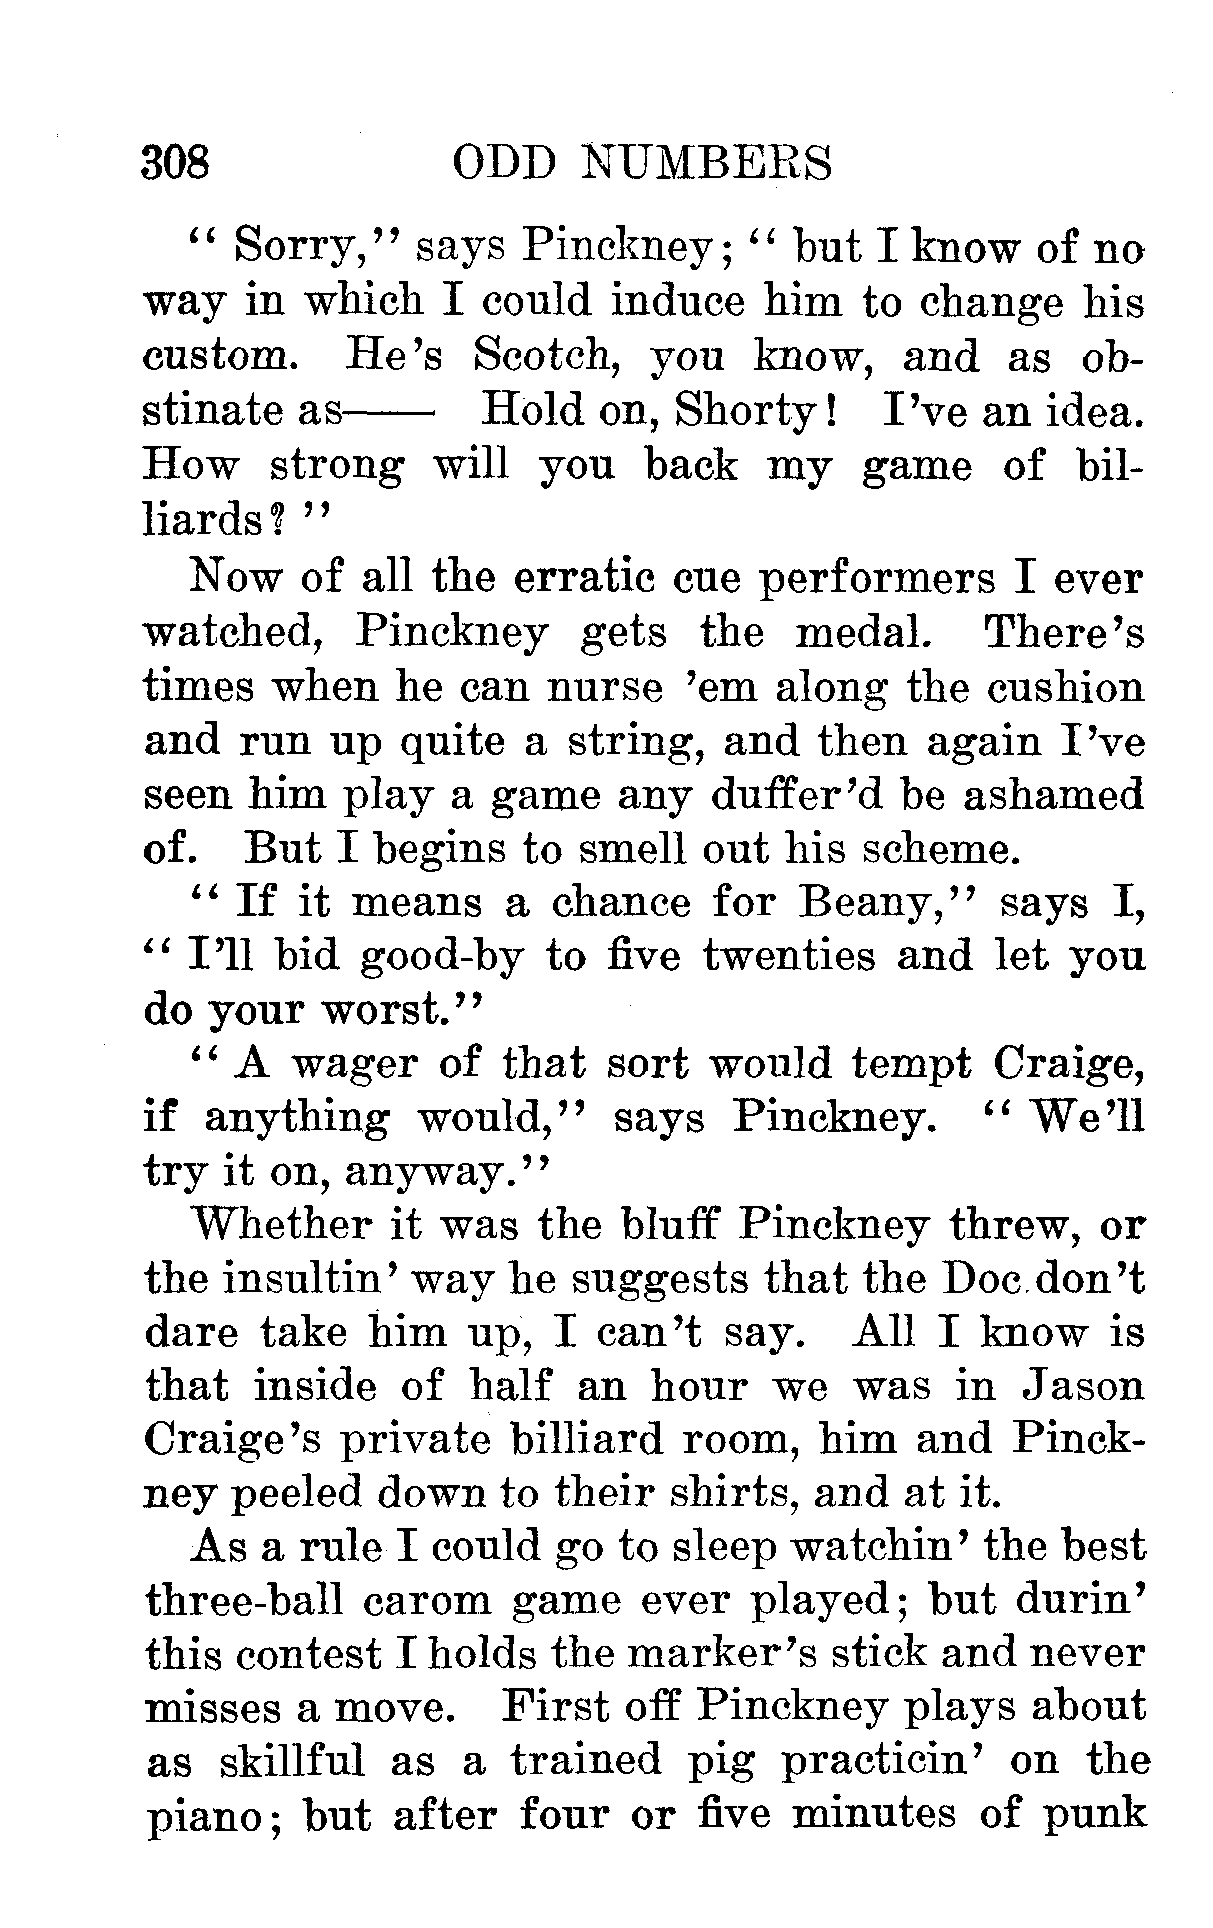 308 ODD NUMBERS
“ Sorry,” says Pinckney; “ but I know of no
way in which I could induce him to change his
custom. He’s Scotch, you know, and as ob-
stinate as—— Hold on, Shorty! I’ve an idea.
How strong will you back my game of bil-
liards? ”
Now of all the erratic cue performers I ever
watched, Pinckney gets the medal. There’s
times when he can nurse ’em along the cushion
and run up quite a string, and then again I’ve
seen him play a game any duffer’d be ashamed
of. But I begins to smell out his scheme.
“ If it means a chance for Beany,” says I,
“ I’ll bid good-by to five twenties and let you
do your worst.”
“ A wager of that sort would tempt Craige,
if anything would,” says Pinckney. “ We’ll
try it on, anyway.”
Whether it was the bluff Pinckney threw, or
the insultin’ way he suggests that the Doc. don’t
dare take him up, I can’t say. All I know is
that inside of half an hour we was in Jason
Craige’s private billiard room, him and Pinck-
ney peeled down to their shirts, and at it.
As a rule I could go to sleep watchin’ the best
three-ball carom game ever played; but durin’
this contest I holds the marker’s stick and never
misses a move. First off Pinckney plays about
as skillful as a trained pig practicin’ on the
piano; but after four or five minutes of punk